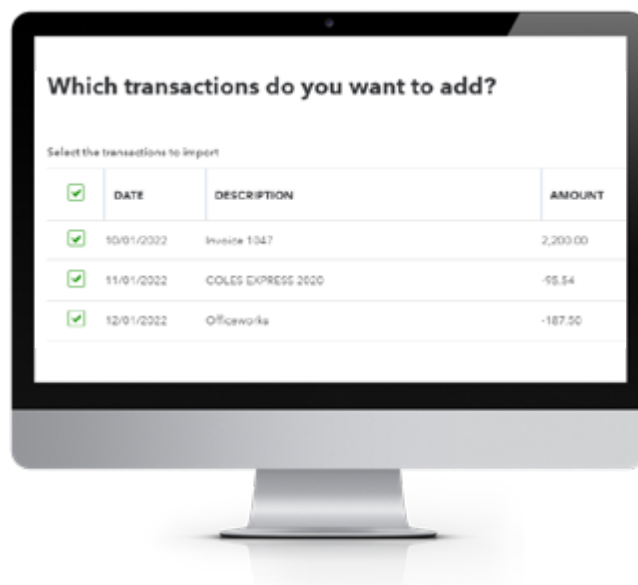 Which transactions do you want to add?
Select the transactions to import
DATE DESCRIPTION AMOUNT
10/01/2022 Invoice 1047 2,200.00
11/01/2022 COLES EXPRESS 2020 -95.54
12/01/2022 Officeworks -187.50